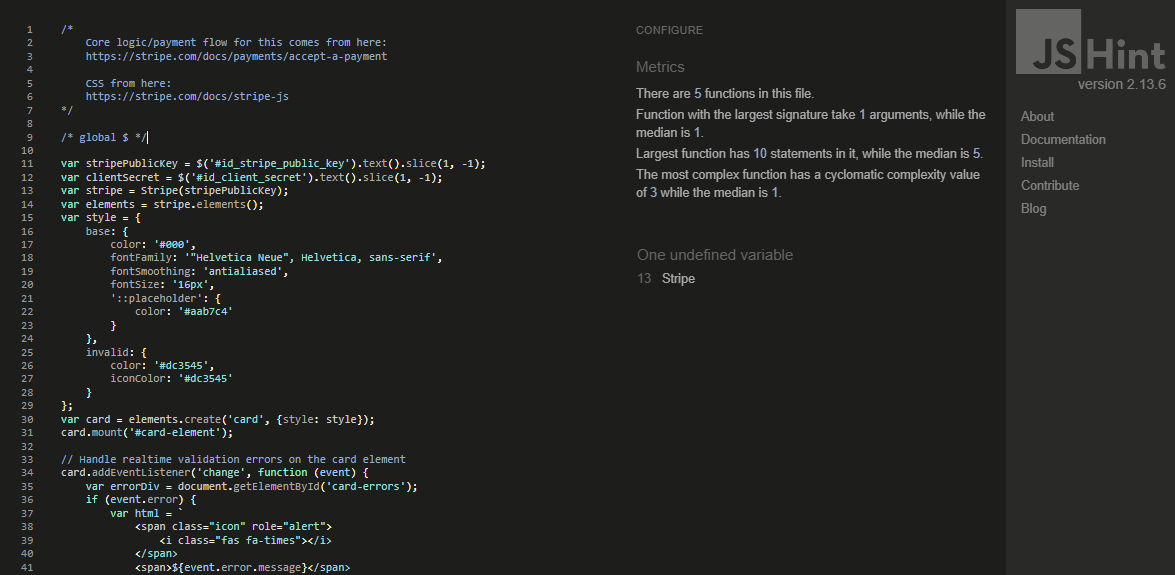 1 /*
2 Core logic/payment flow for this comes from here:
3 https://stripe.com/docs/payments/accept-a-payment
4
5 CSS from here:
6 https://stripe.com/docs/stripe-js
7 */
8
9 /* global $ */
10
11 var stripePublicKey = $('#id_stripe_public_key').text().slice(1, -1);
12 var clientSecret = $('#id_client_secret').text().slice(1, -1);
13 var stripe = Stripe(stripePublicKey);
14 var elements = stripe.elements();
15 var style = {
16 base: {
17 color: '#000',
18 fontFamily: '"Helvetica Neue", Helvetica, sans-serif',
19 fontSmoothing: 'antialiased',
20 fontSize: '16px',
21 '::placeholder': {
22 color: '#aab7c4'
23 }
24 },
25 invalid: {
26 color: '#dc3545',
27 iconColor: '#dc3545'
28 }
29 };
30 var card = elements.create('card', {style: style});
31 card.mount('#card-element');
32
33 // Handle realtime validation errors on the card element
34 card.addEventListener('change', function (event) {
35 var errorDiv = document.getElementById('card-errors');
36 if (event.error) {
37 var html = `
38 <span class="icon" role="alert">
39 <i class="fas fa-times"></i>
40 </span>
41 <span>${event.error.message}</span>
CONFIGURE
Metrics
There are 5 functions in this file.
Function with the largest signature take 1 arguments, while the
median is 1.
Largest function has 10 statements in it, while the median is 5.
The most complex function has a cyclomatic complexity value
of 3 while the median is 1.
One undefined variable
13 Stripe
JSHint
version 2.13.6
About
Documentation
Install
Contribute
Blog